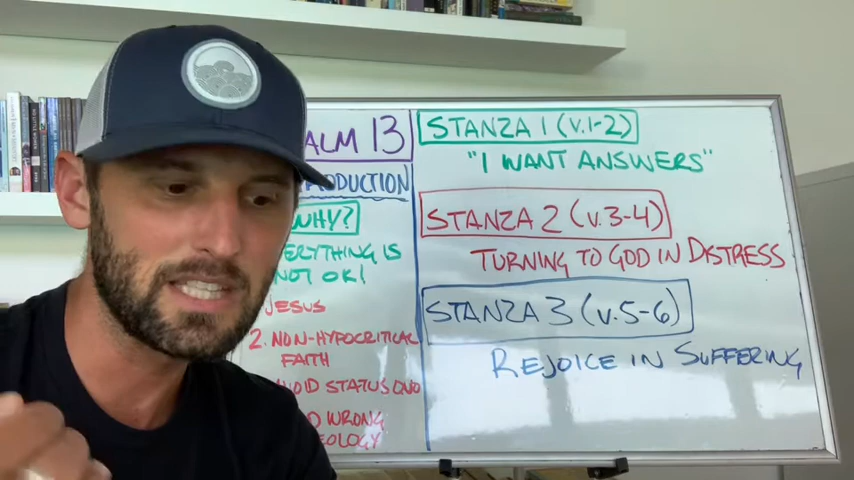 ALM 13
ODUCTION
WHY?
ERYTHING IS
NOT OK!
JESUS
2. NON-HYPOCRITICAL
FAITH
OID STATUS QUO
D WRONG
EOLOGY
STANZA 1 (v.1-2)
"I WANT ANSWERS"
STANZA 2 (v.3-4)
TURNING TO GOD IN DISTRESS
STANZA 3 (v.5-6)
REJOICE IN SUFFERING